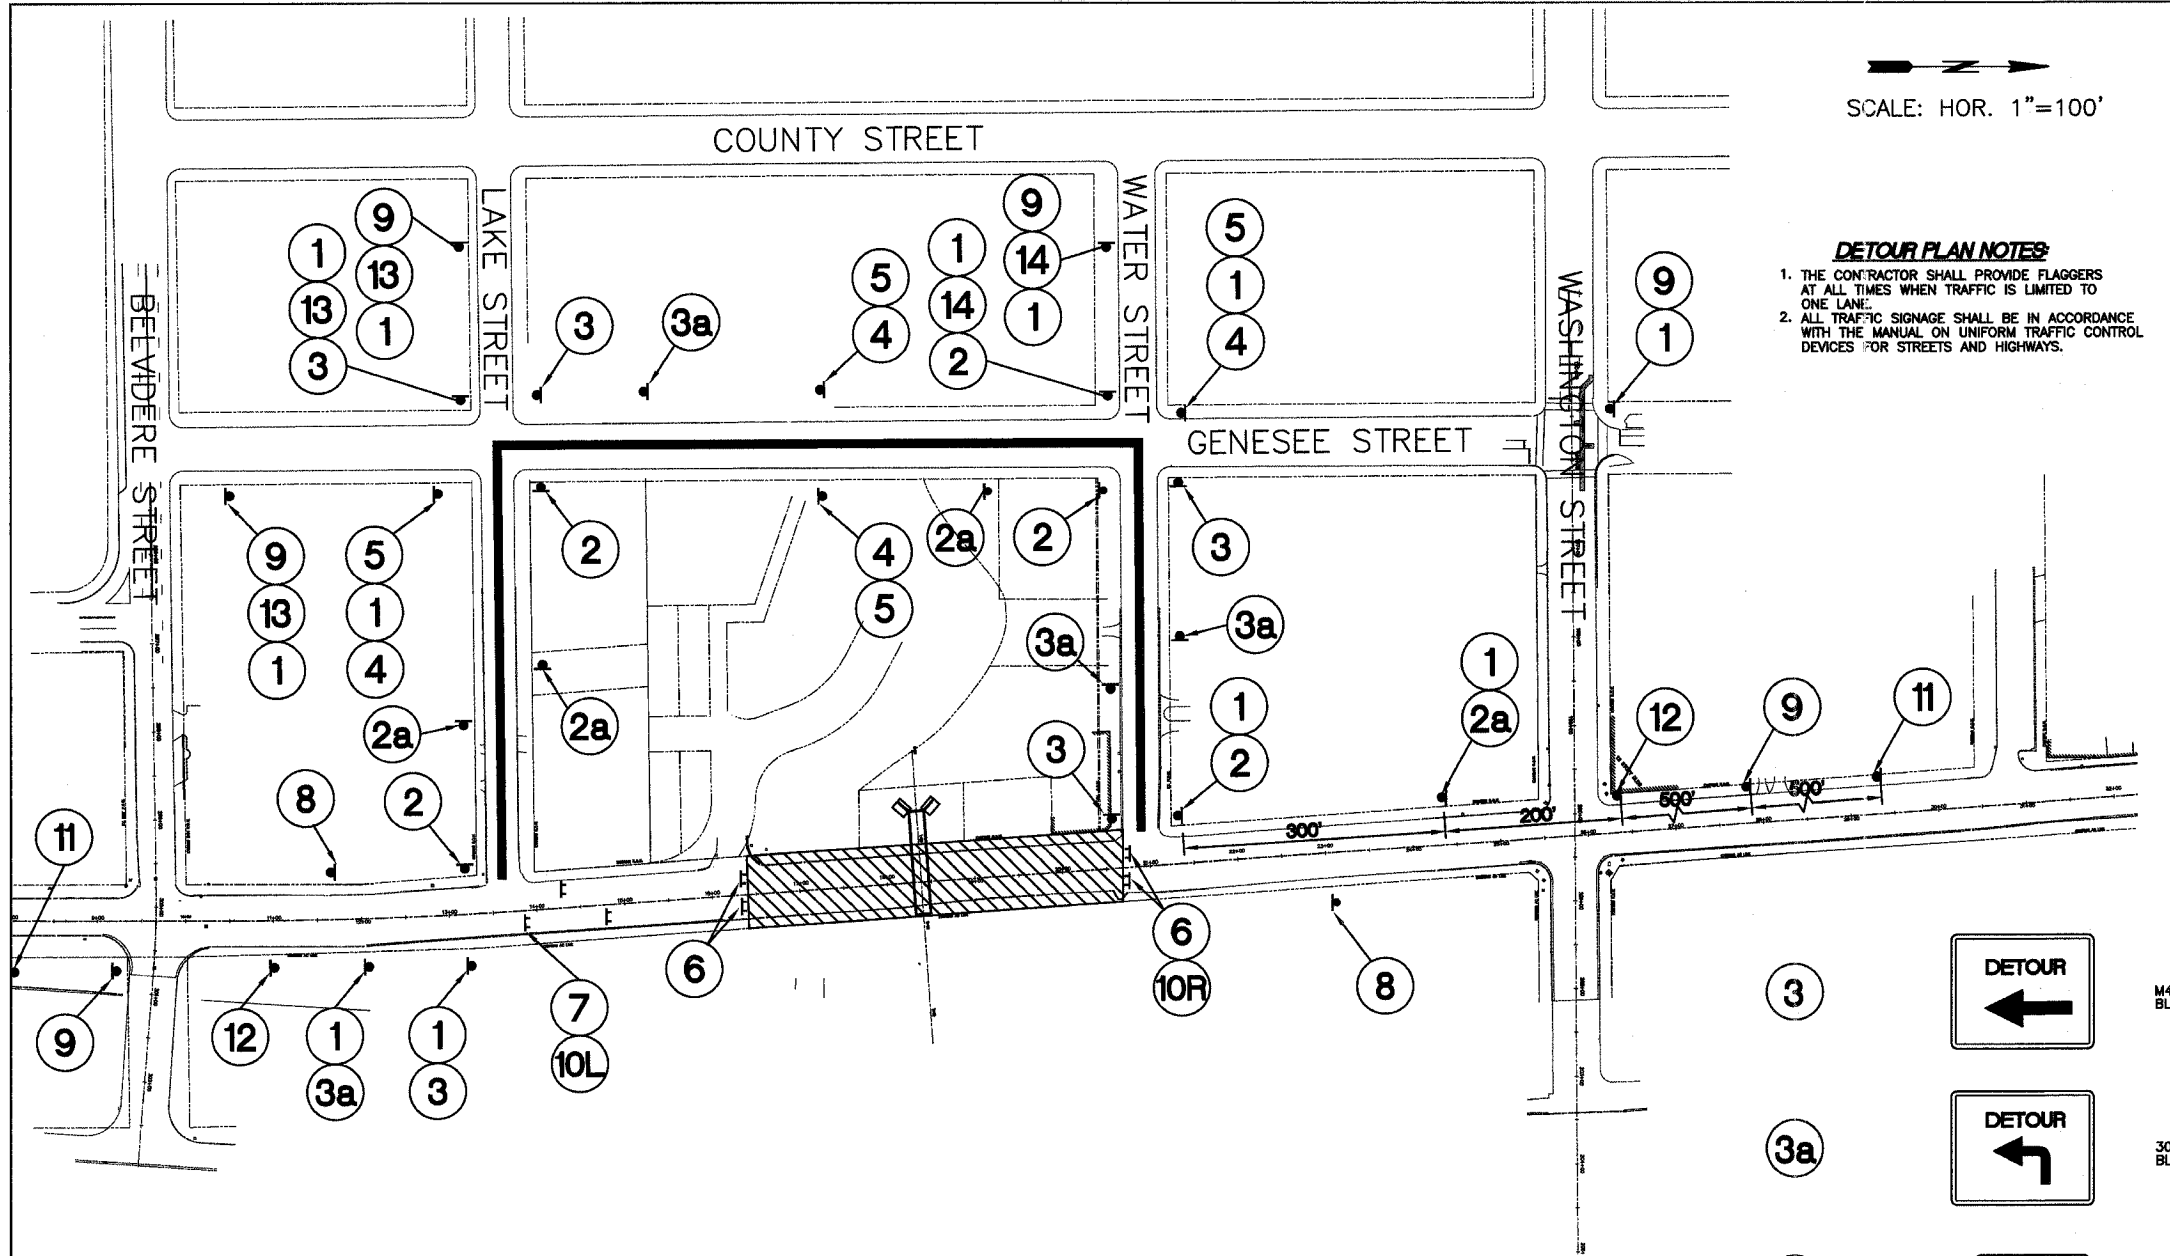 N
SCALE: HOR. 1"=100'
COUNTY STREET
LAKE STREET
WATER STREET
BELVIDERE STREET
WASHINGTON STREET
GENESEE STREET
DETOUR PLAN NOTES:
1. THE CONTRACTOR SHALL PROVIDE FLAGGERS
AT ALL TIMES WHEN TRAFFIC IS LIMITED TO
ONE LANE.
2. ALL TRAFFIC SIGNAGE SHALL BE IN ACCORDANCE
WITH THE MANUAL ON UNIFORM TRAFFIC CONTROL
DEVICES FOR STREETS AND HIGHWAYS.
1
13
3
9
13
1
3
3a
5
4
1
14
2
9
14
1
5
1
4
9
1
9
13
1
5
1
4
2a
8
2
2
2a
4
5
2a
2
3a
3
3
3a
1
2
1
2a
12
9
11
300'
200'
500'
500'
11
9
12
1
3a
1
3
7
10L
6
6
10R
8
3
DETOUR
M4
BL
3a
DETOUR
30
BL